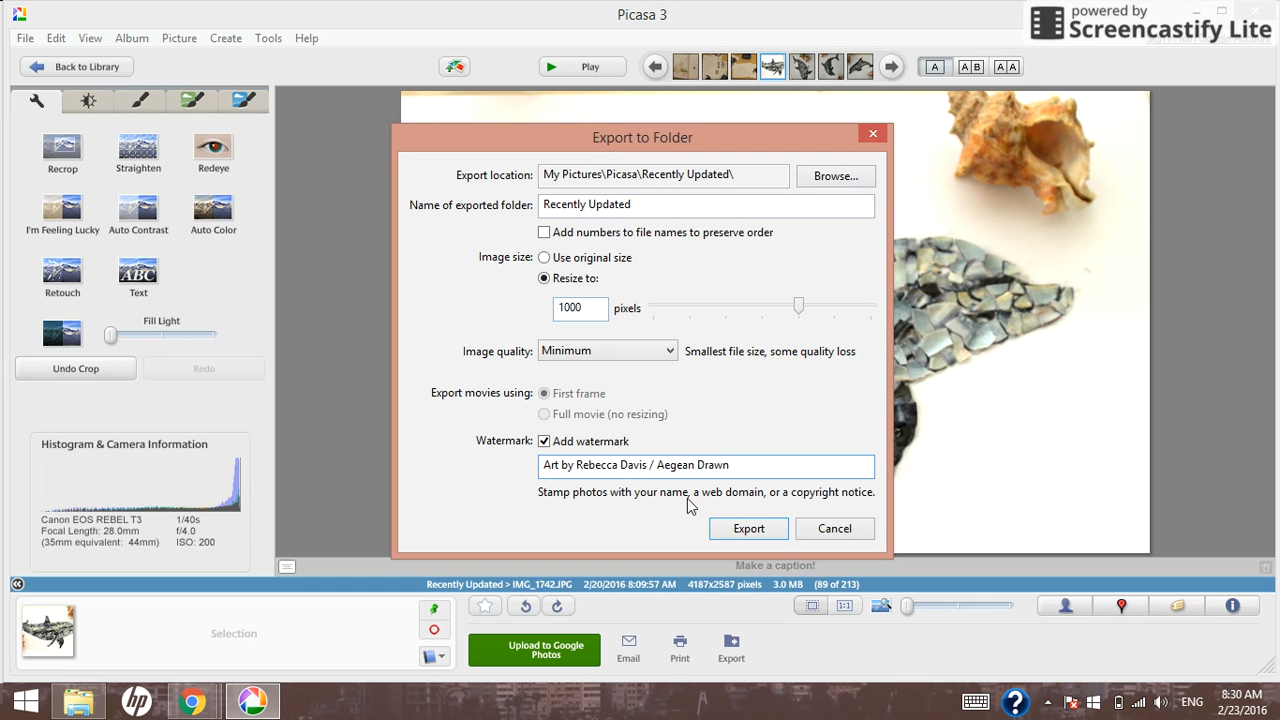 Picasa 3
powered by
Screencastify Lite
File Edit View Album Picture Create Tools Help
Back to Library
Play
A AB AA
Recrop Straighten Redeye
I'm Feeling Lucky Auto Contrast Auto Color
ABC
Retouch Text
Fill Light
Undo Crop Redo
Histogram & Camera Information
Canon EOS REBEL T3 1/40s
Focal Length: 28.0mm f/4.0
(35mm equivalent: 44mm) ISO: 200
Export to Folder
Export location: My Pictures\Picasa\Recently Updated\ Browse...
Name of exported folder: Recently Updated
Add numbers to file names to preserve order
Image size: Use original size
Resize to:
1000 pixels
Image quality: Minimum Smallest file size, some quality loss
Export movies using: First frame
Full movie (no resizing)
Watermark: Add watermark
Art by Rebecca Davis / Aegean Drawn
Stamp photos with your name, a web domain, or a copyright notice.
Export Cancel
Make a caption!
Recently Updated > IMG_1742.JPG 2/20/2016 8:09:57 AM 4187x2587 pixels 3.0 MB (89 of 213)
1:1
Selection
Upload to Google Photos
Email Print Export
hp
?
ENG
8:30 AM
2/23/2016